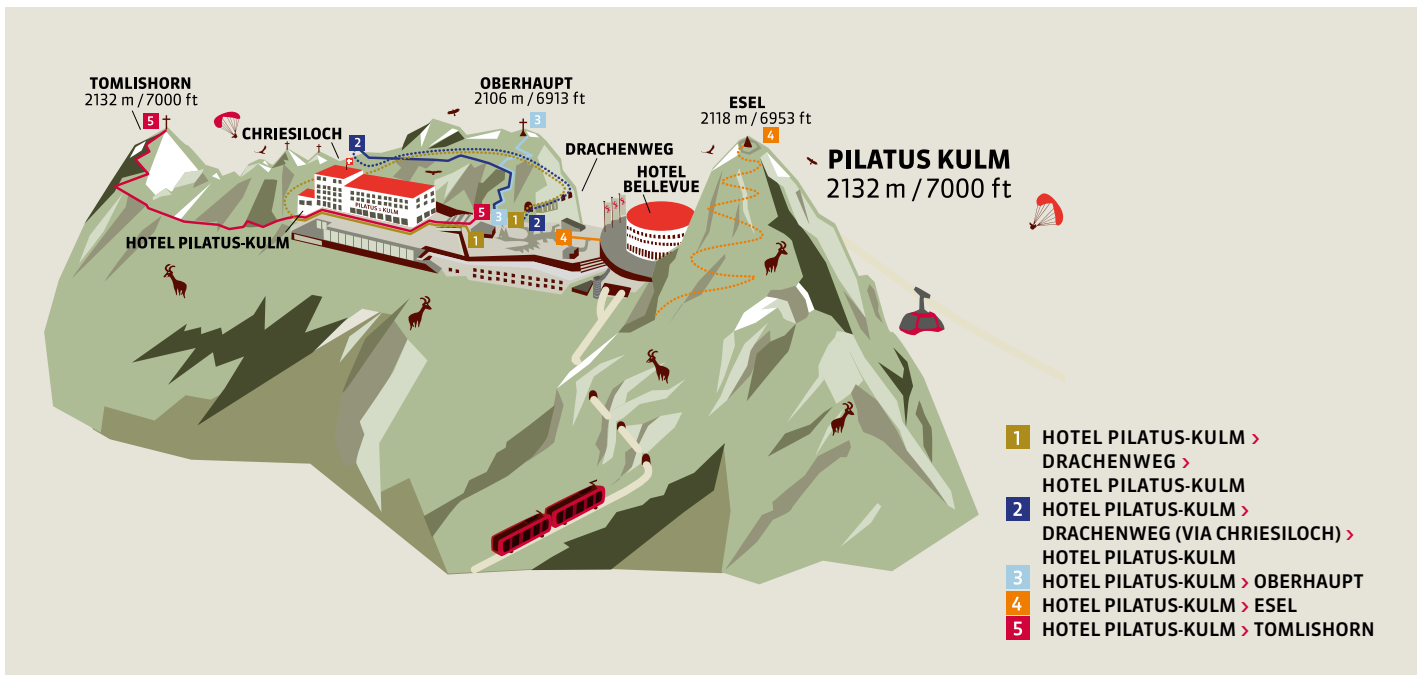 TOMLISHORN
2132 m / 7000 ft
5
CHRIESILOCH
2
OBERHAUPT
2106 m / 6913 ft
3
DRACHENWEG
HOTEL
BELLEVUE
ESEL
2118 m / 6953 ft
4
PILATUS KULM
2132 m / 7000 ft
PILATUS KULM
HOTEL PILATUS-KULM
5
3
1
2
1
4
1 HOTEL PILATUS-KULM ›
DRACHENWEG ›
HOTEL PILATUS-KULM
2 HOTEL PILATUS-KULM ›
DRACHENWEG (VIA CHRIESILOCH) ›
HOTEL PILATUS-KULM
3 HOTEL PILATUS-KULM › OBERHAUPT
4 HOTEL PILATUS-KULM › ESEL
5 HOTEL PILATUS-KULM › TOMLISHORN